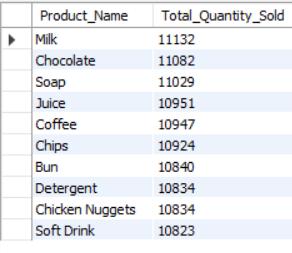 Product_Name Total_Quantity_Sold
Milk 11132
Chocolate 11082
Soap 11029
Juice 10951
Coffee 10947
Chips 10924
Bun 10840
Detergent 10834
Chicken Nuggets 10834
Soft Drink 10823